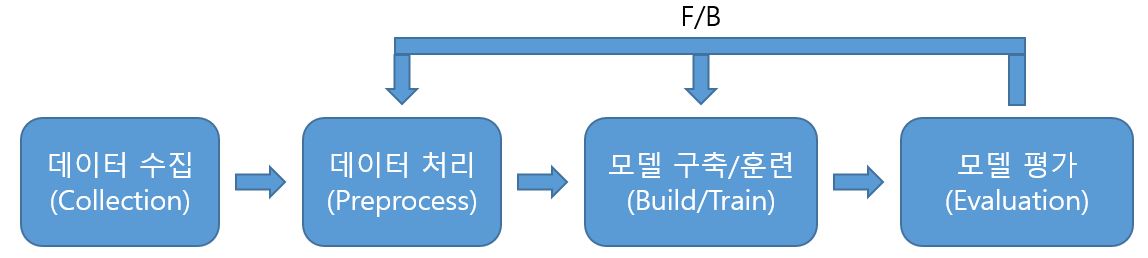 F/B
데이터 수집
(Collection)
데이터 처리
(Preprocess)
모델 구축/훈련
(Build/Train)
모델 평가
(Evaluation)